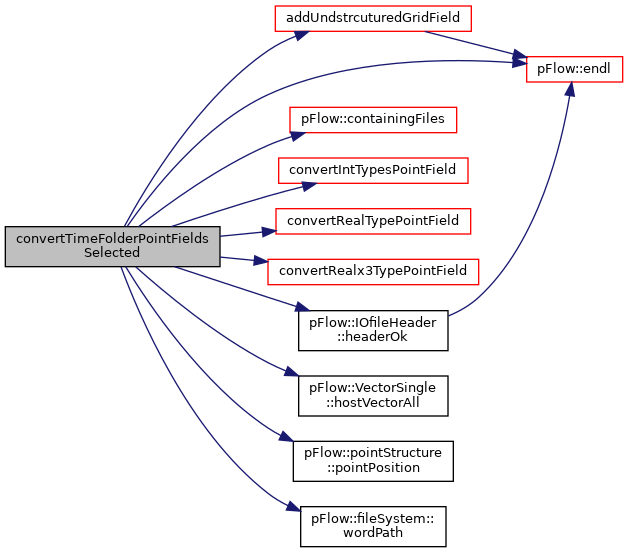 addUndstrcuturedGridField
pFlow::endl
pFlow::containingFiles
convertIntTypesPointField
convertRealTypePointField
convertTimeFolderPointFields
Selected
convertRealx3TypePointField
pFlow::IOfileHeader
::headerOk
pFlow::VectorSingle
::hostVectorAll
pFlow::pointStructure
::pointPosition
pFlow::fileSystem::
wordPath